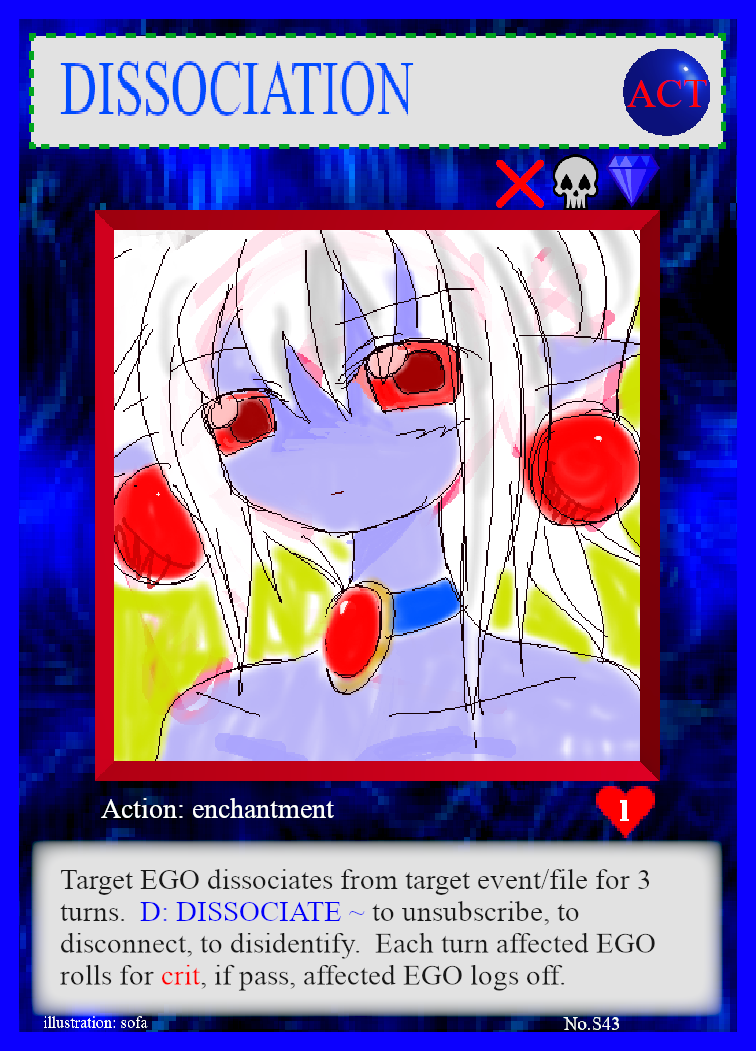 DISSOCIATION
ACT
Action: enchantment
1
Target EGO dissociates from target event/file for 3
turns.  D: DISSOCIATE ~ to unsubscribe, to
disconnect, to disidentify.  Each turn affected EGO
rolls for crit, if pass, affected EGO logs off.
illustration: sofa
No.S43